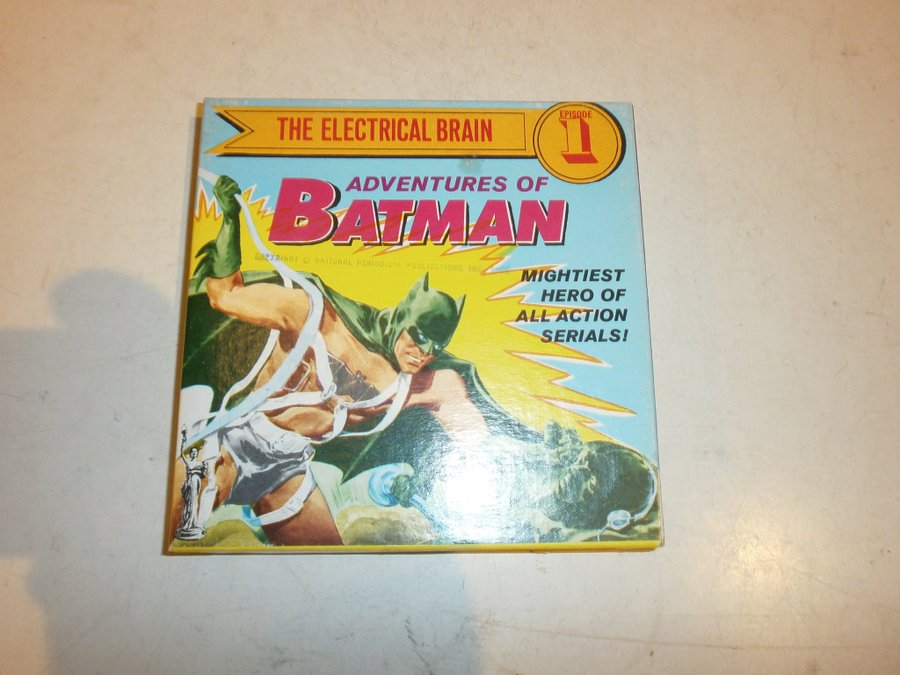 THE ELECTRICAL BRAIN
EPISODE
1
ADVENTURES OF
BATMAN
COPYRIGHT © NATIONAL PERIODICAL PUBLICATIONS, INC.
MIGHTIEST
HERO OF
ALL ACTION
SERIALS!